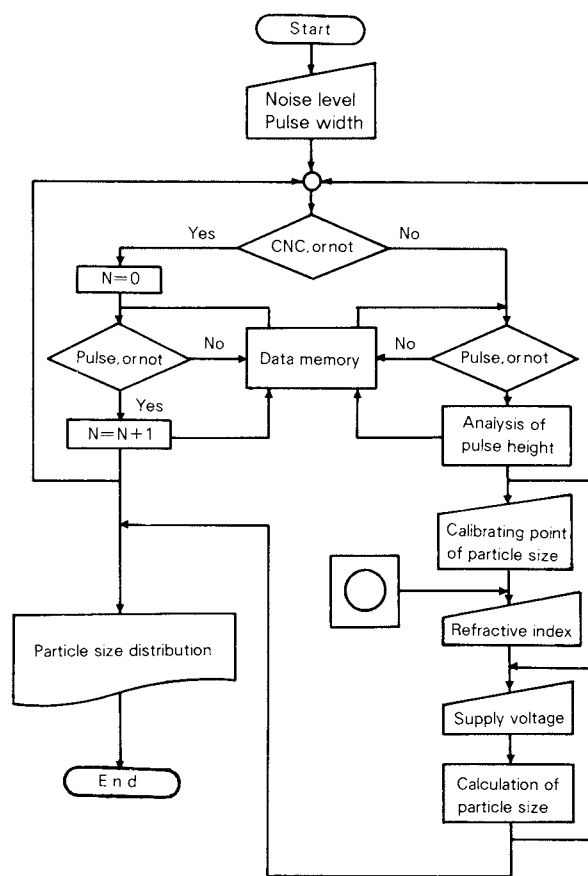 Start
Noise level
Pulse width
CNC, or not
Yes
No
N=0
Pulse, or not
No
Data memory
No
Pulse, or not
Yes
N=N+1
Analysis of
pulse height
Calibrating point
of particle size
Refractive index
Particle size distribution
Supply voltage
End
Calculation of
particle size